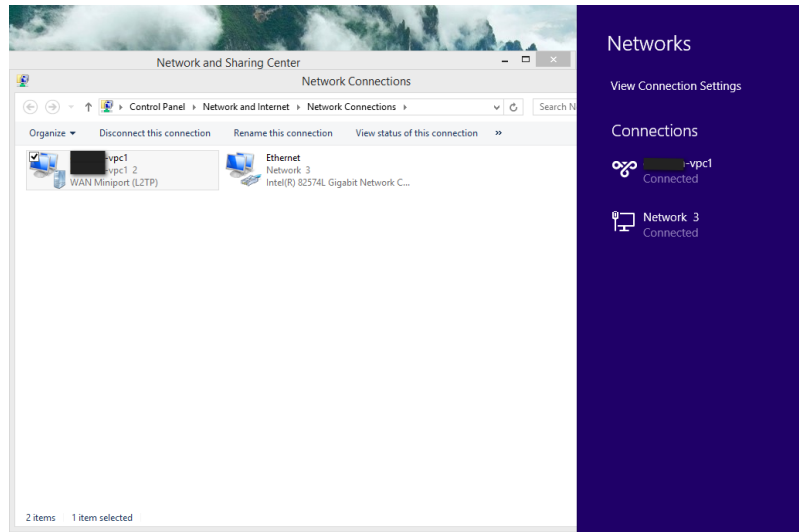 Network and Sharing Center
Network Connections
Control Panel Network and Internet Network Connections
Search N
Organize Disconnect this connection Rename this connection View status of this connection »
-vpc1
-vpc1 2
WAN Miniport (L2TP)
Ethernet
Network 3
Intel(R) 82574L Gigabit Network C...
2 items 1 item selected
Networks
View Connection Settings
Connections
-vpc1
Connected
Network 3
Connected